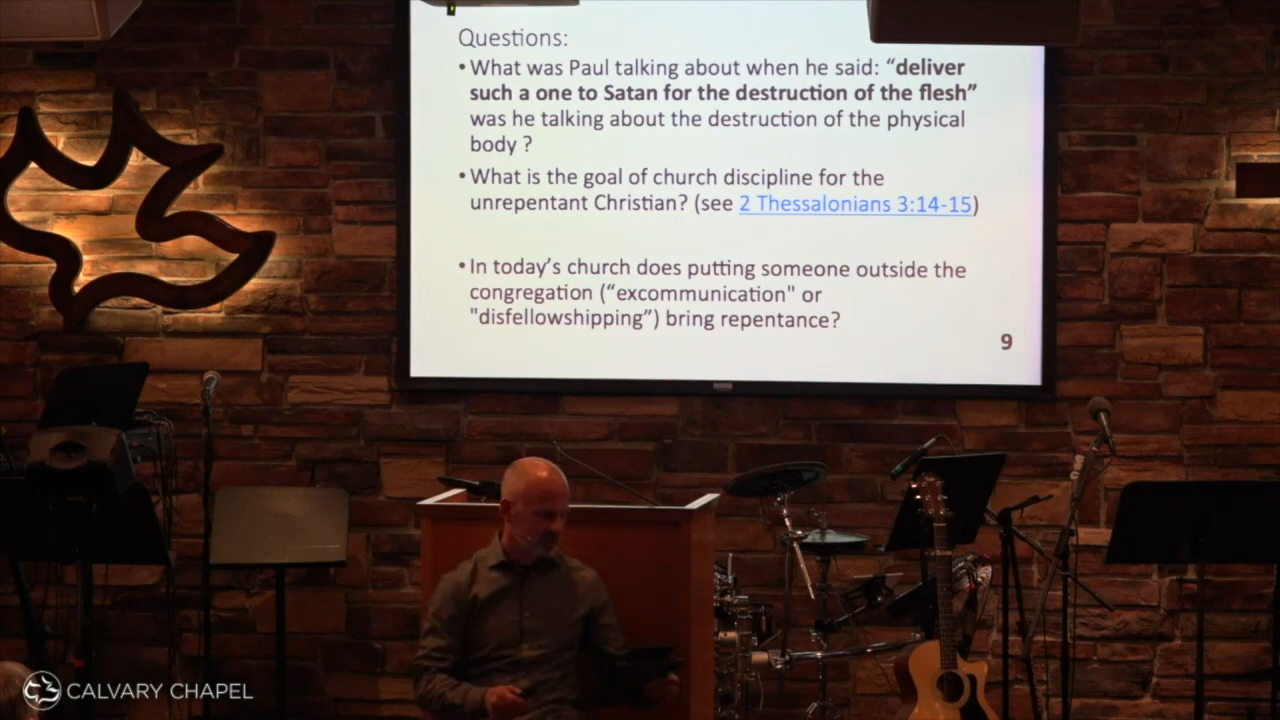 Questions:
• What was Paul talking about when he said: “deliver
such a one to Satan for the destruction of the flesh”
was he talking about the destruction of the physical
body ?
• What is the goal of church discipline for the
unrepentant Christian? (see 2 Thessalonians 3:14-15)
• In today’s church does putting someone outside the
congregation (“excommunication" or
"disfellowshipping”) bring repentance?
9
CALVARY CHAPEL